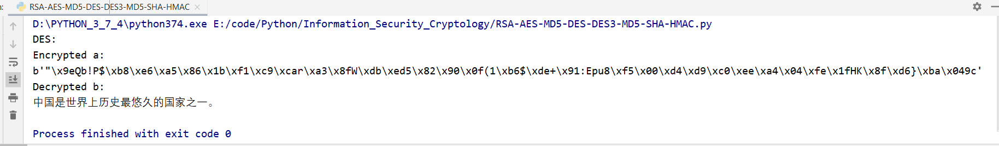 n:
RSA-AES-MD5-DES-DES3-MD5-SHA-HMAC
D:\PYTHON_3_7_4\python374.exe E:/code/Python/Information_Security_Cryptology/RSA-AES-MD5-DES-DES3-MD5-SHA-HMAC.py
DES:
Encrypted a:
b'"\x9eQb!P$\xb8\xe6\xa5\x86\x1b\xf1\xc9\xcar\xa3\x8fW\xdb\xed5\x82\x90\x0f(1\xb6$\xde+\x91:Epu8\xf5\x00\xd4\xd9\xc0\xee\xa4\x04\xfe\x1fHK\x8f\xd6}\xba\x049c'
Decrypted b:
中国是世界上历史最悠久的国家之一。
Process finished with exit code 0